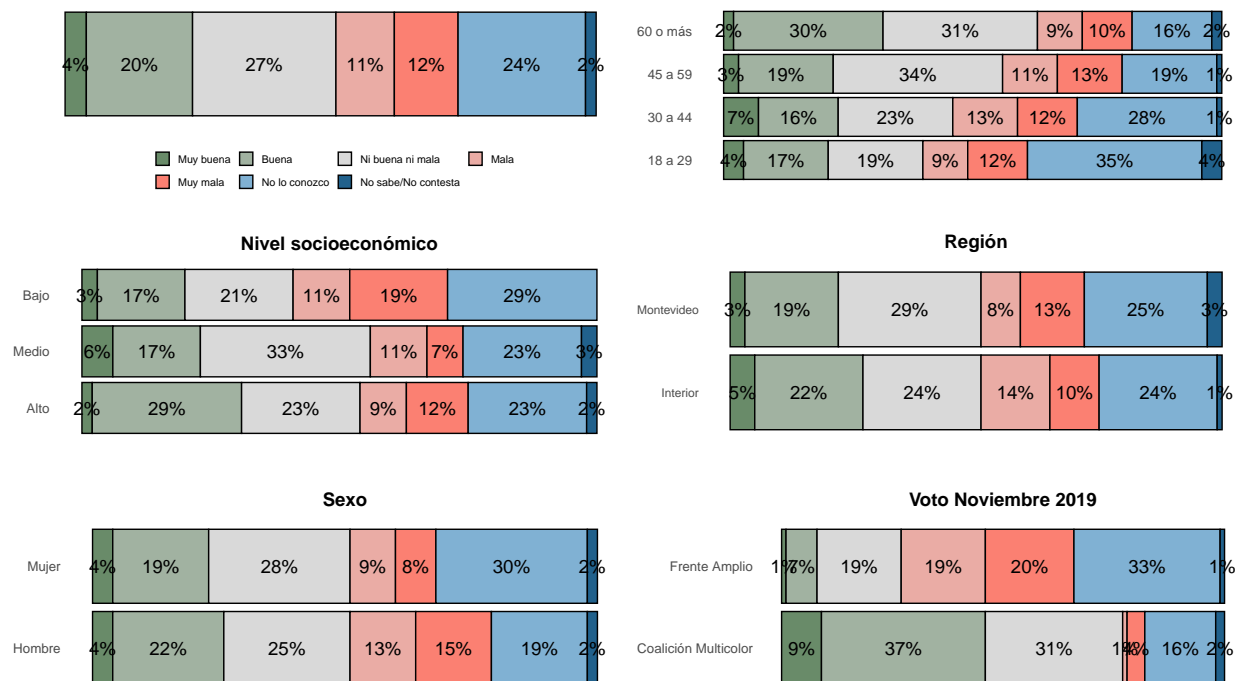 4% 20% 27% 11% 12% 24% 2%
Muy buena Buena Ni buena ni mala Mala
Muy mala No lo conozco No sabe/No contesta
60 o más 2% 30% 31% 9% 10% 16% 2%
45 a 59 3% 19% 34% 11% 13% 19% 1%
30 a 44 7% 16% 23% 13% 12% 28% 1%
18 a 29 4% 17% 19% 9% 12% 35% 4%
Nivel socioeconómico
Bajo 3% 17% 21% 11% 19% 29%
Medio 6% 17% 33% 11% 7% 23% 3%
Alto 2% 29% 23% 9% 12% 23% 2%
Región
Montevideo 3% 19% 29% 8% 13% 25% 3%
Interior 5% 22% 24% 14% 10% 24% 1%
Sexo
Mujer 4% 19% 28% 9% 8% 30% 2%
Hombre 4% 22% 25% 13% 15% 19% 2%
Voto Noviembre 2019
Frente Amplio 1% 7% 19% 19% 20% 33% 1%
Coalición Multicolor 9% 37% 31% 1% 4% 16% 2%